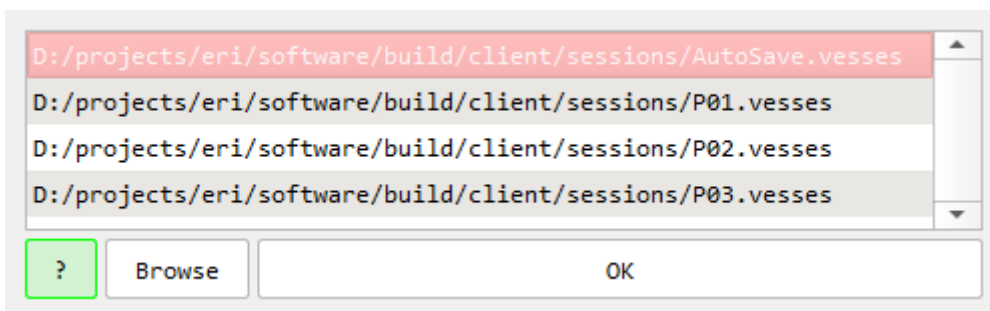 D:/projects/eri/software/build/client/sessions/AutoSave.vesses
D:/projects/eri/software/build/client/sessions/P01.vesses
D:/projects/eri/software/build/client/sessions/P02.vesses
D:/projects/eri/software/build/client/sessions/P03.vesses
? Browse OK